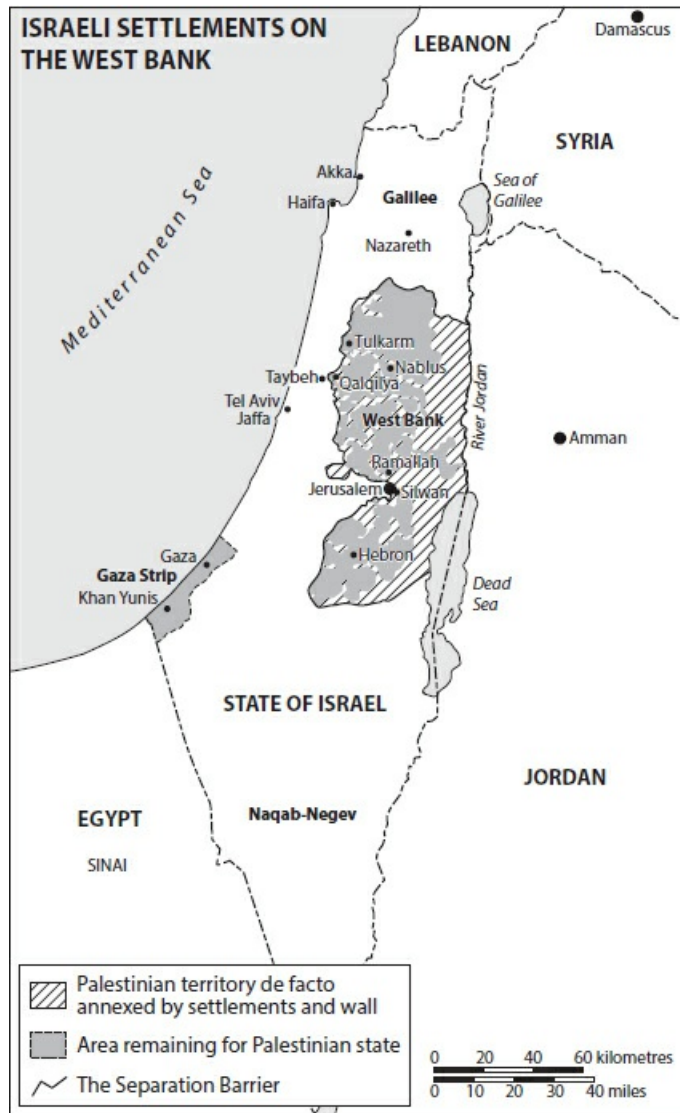 ISRAELI SETTLEMENTS ON
THE WEST BANK
Damascus
LEBANON
SYRIA
Akka
Haifa
Galilee
Sea of
Galilee
Nazareth
Mediterranean Sea
Tulkarm
Nablus
Taybeh
Qalqilya
Tel Aviv
Jaffa
West Bank
River Jordan
Amman
Ramallah
Jerusalem
Silwan
Hebron
Gaza
Gaza Strip
Khan Yunis
Dead
Sea
STATE OF ISRAEL
JORDAN
EGYPT
Naqab-Negev
SINAI
Palestinian territory de facto
annexed by settlements and wall
Area remaining for Palestinian state
The Separation Barrier
0 20 40 60 kilometres
0 10 20 30 40 miles